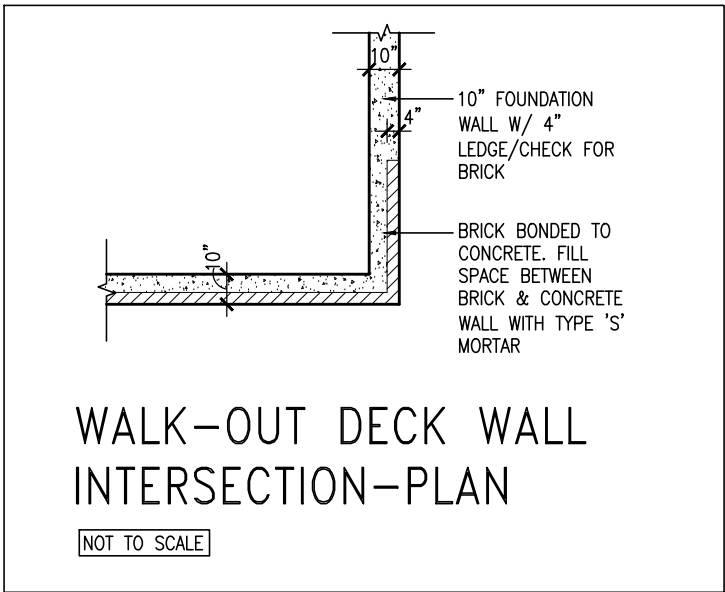 10"
10" FOUNDATION
WALL W/ 4"
LEDGE/CHECK FOR
BRICK
4"
BRICK BONDED TO
CONCRETE. FILL
SPACE BETWEEN
BRICK & CONCRETE
WALL WITH TYPE 'S'
MORTAR
10"
WALK-OUT DECK WALL
INTERSECTION-PLAN
NOT TO SCALE